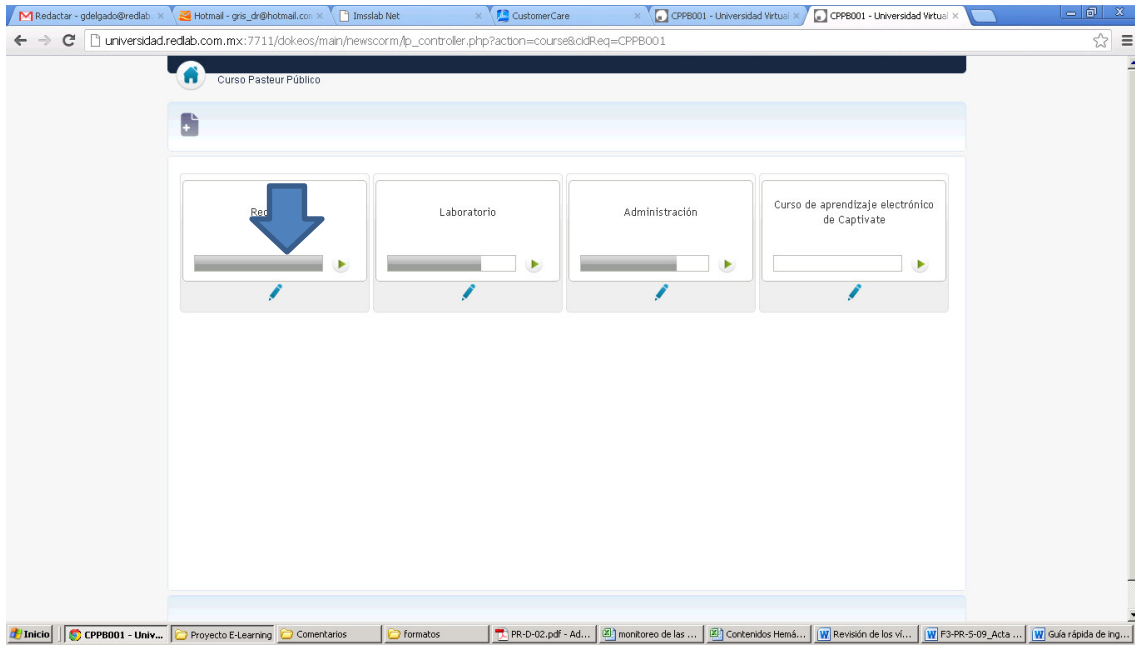 Redactar - gdelgado@redlab.
Hotmail - gris_dr@hotmail.con
Imsslab Net
CustomerCare
CPPB001 - Universidad Virtual
CPPB001 - Universidad Virtual
universidad.redlab.com.mx:7711/dokeos/main/newscorm/lp_controller.php?action=course&cidReq=CPPB001
Curso Pasteur Público
Laboratorio
Administración
Curso de aprendizaje electrónico
de Captivate
Inicio
CPPB001 - Univ...
Proyecto E-Learning
Comentarios
formatos
PR-D-02.pdf - Ad...
monitoreo de las ...
Contenidos Hemá...
Revisión de los ví...
F3-PR-5-09_Acta ...
Guía rápida de ing...